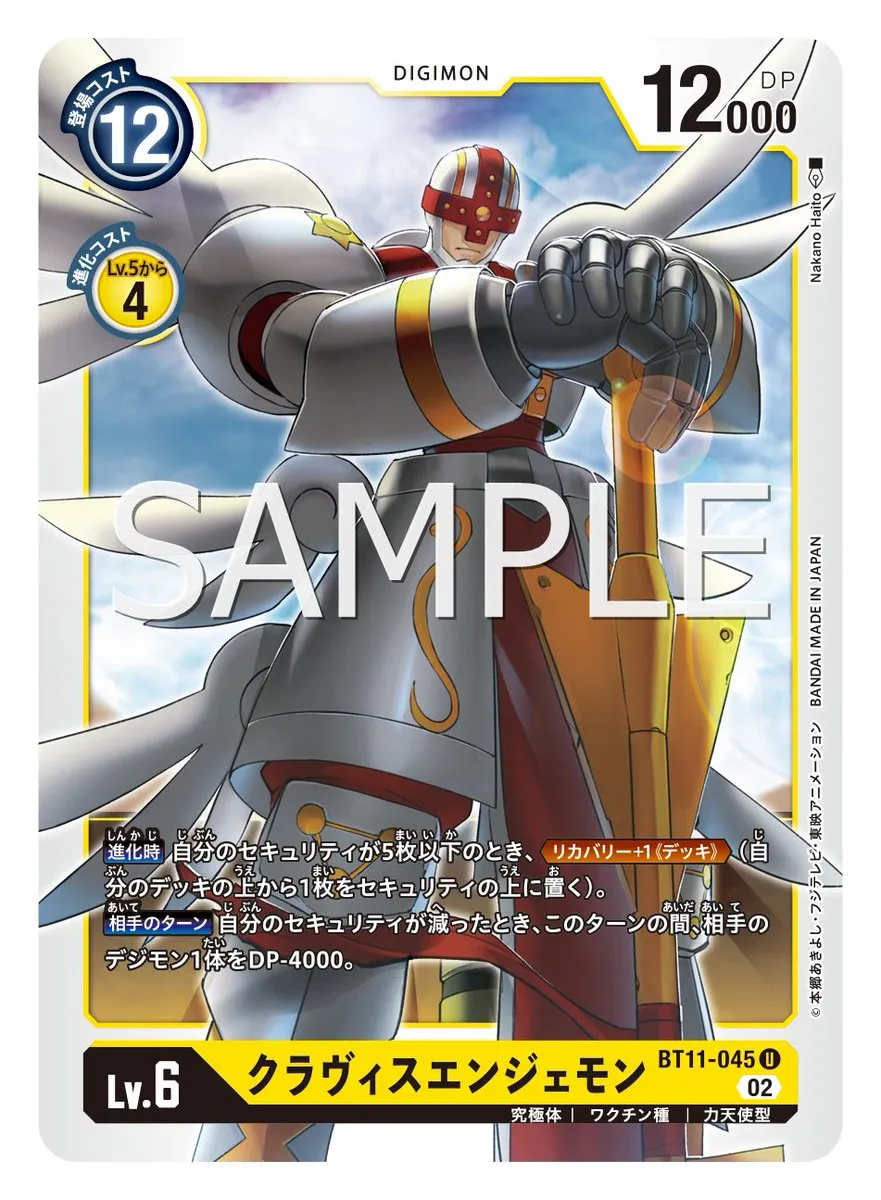 DIGIMON
登場コスト
12
12000
DP
進化コスト
Lv.5から
4
Nakano Haito
SAMPLE
BANDAI MADE IN JAPAN
©本郷あきよし・フジテレビ・東映アニメーション
進化時 自分のセキュリティが5枚以下のとき、リカバリー+1《デッキ》(自
分のデッキの上から1枚をセキュリティの上に置く)。
相手のターン 自分のセキュリティが減ったとき、このターンの間、相手の
デジモン1体をDP-4000。
Lv.6
クラヴィスエンジェモン
BT11-045 U
02
究極体 | ワクチン種 | 力天使型